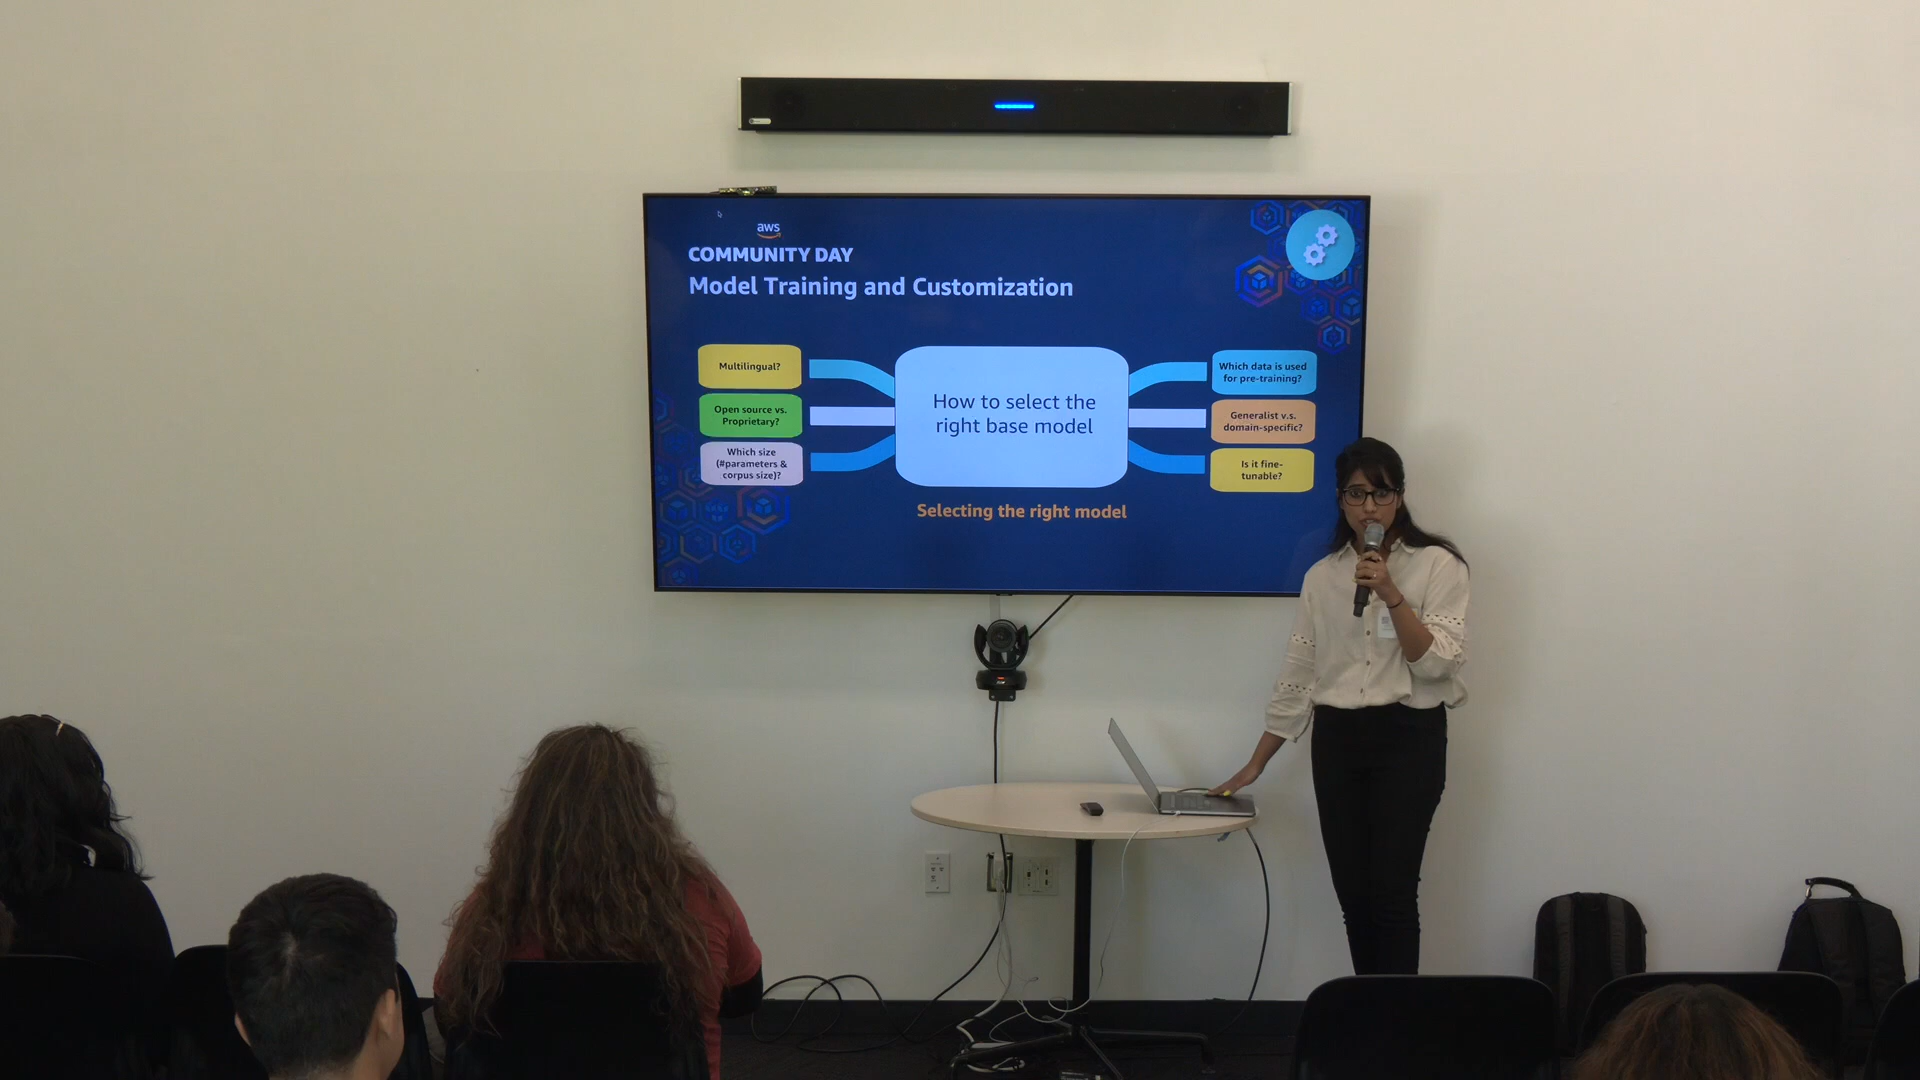 aws
COMMUNITY DAY
Model Training and Customization
Multilingual?
Open source vs.
Proprietary?
Which size
(#parameters &
corpus size)?
How to select the
right base model
Which data is used
for pre-training?
Generalist v.s.
domain-specific?
Is it fine-
tunable?
Selecting the right model